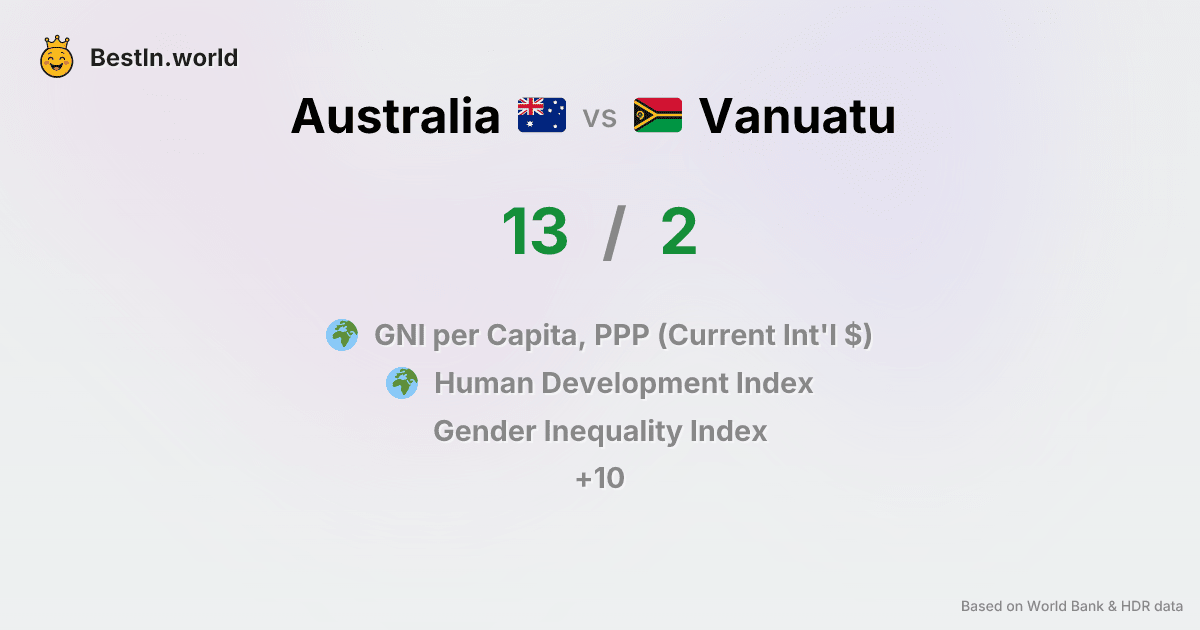 BestIn.world
Australia vs Vanuatu
13 / 2
GNI per Capita, PPP (Current Int'l $)
Human Development Index
Gender Inequality Index
+10
Based on World Bank & HDR data